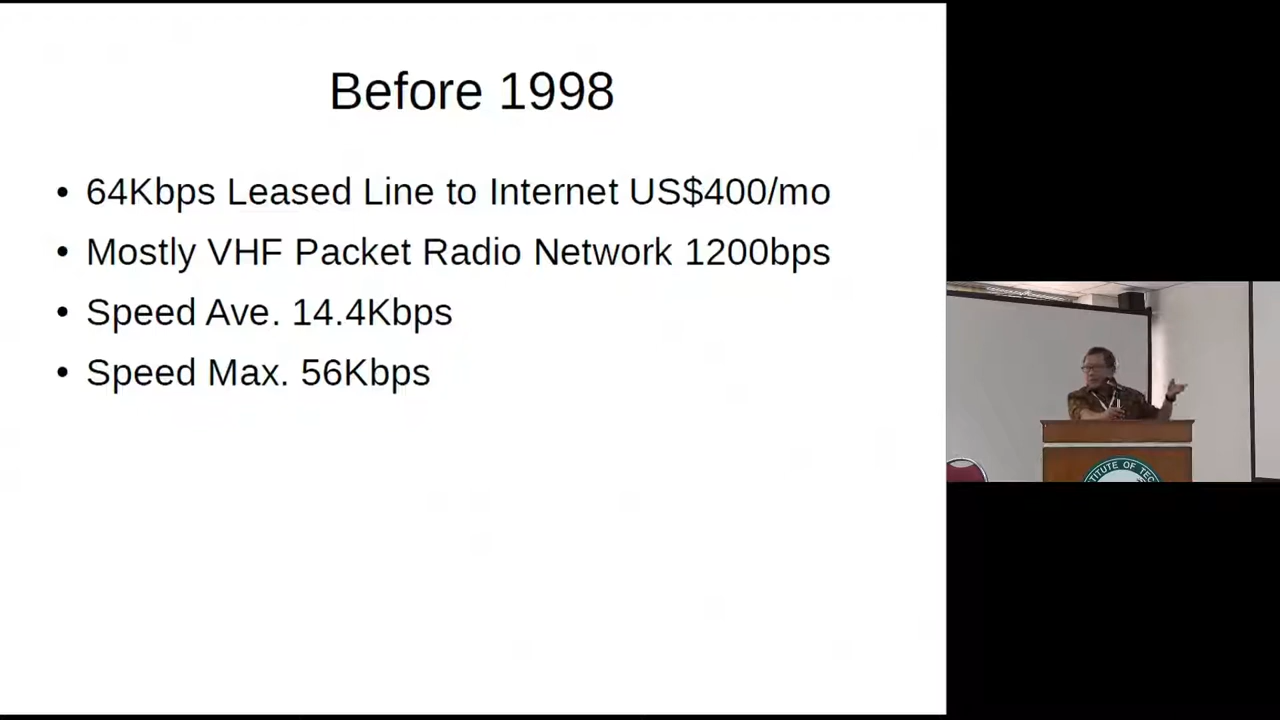 Before 1998
• 64Kbps Leased Line to Internet US$400/mo
• Mostly VHF Packet Radio Network 1200bps
• Speed Ave. 14.4Kbps
• Speed Max. 56Kbps
OF